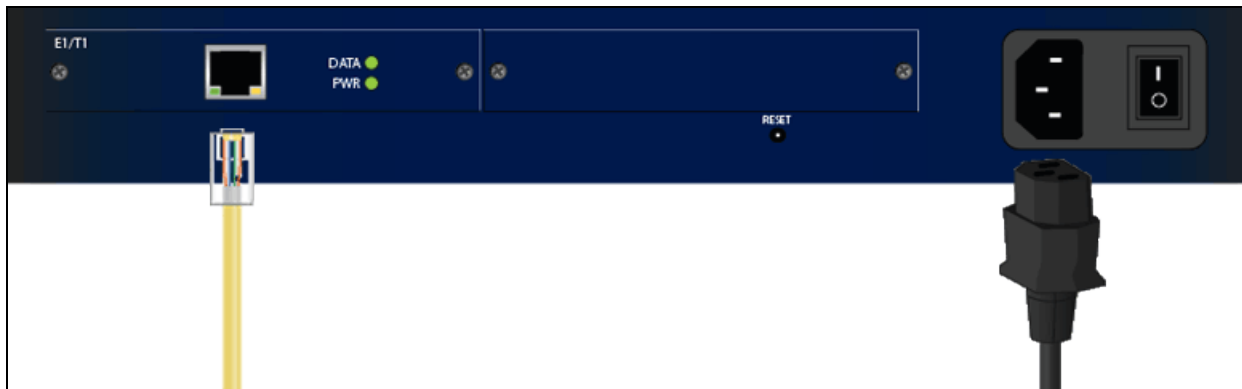 E1/T1
DATA
PWR
RESET